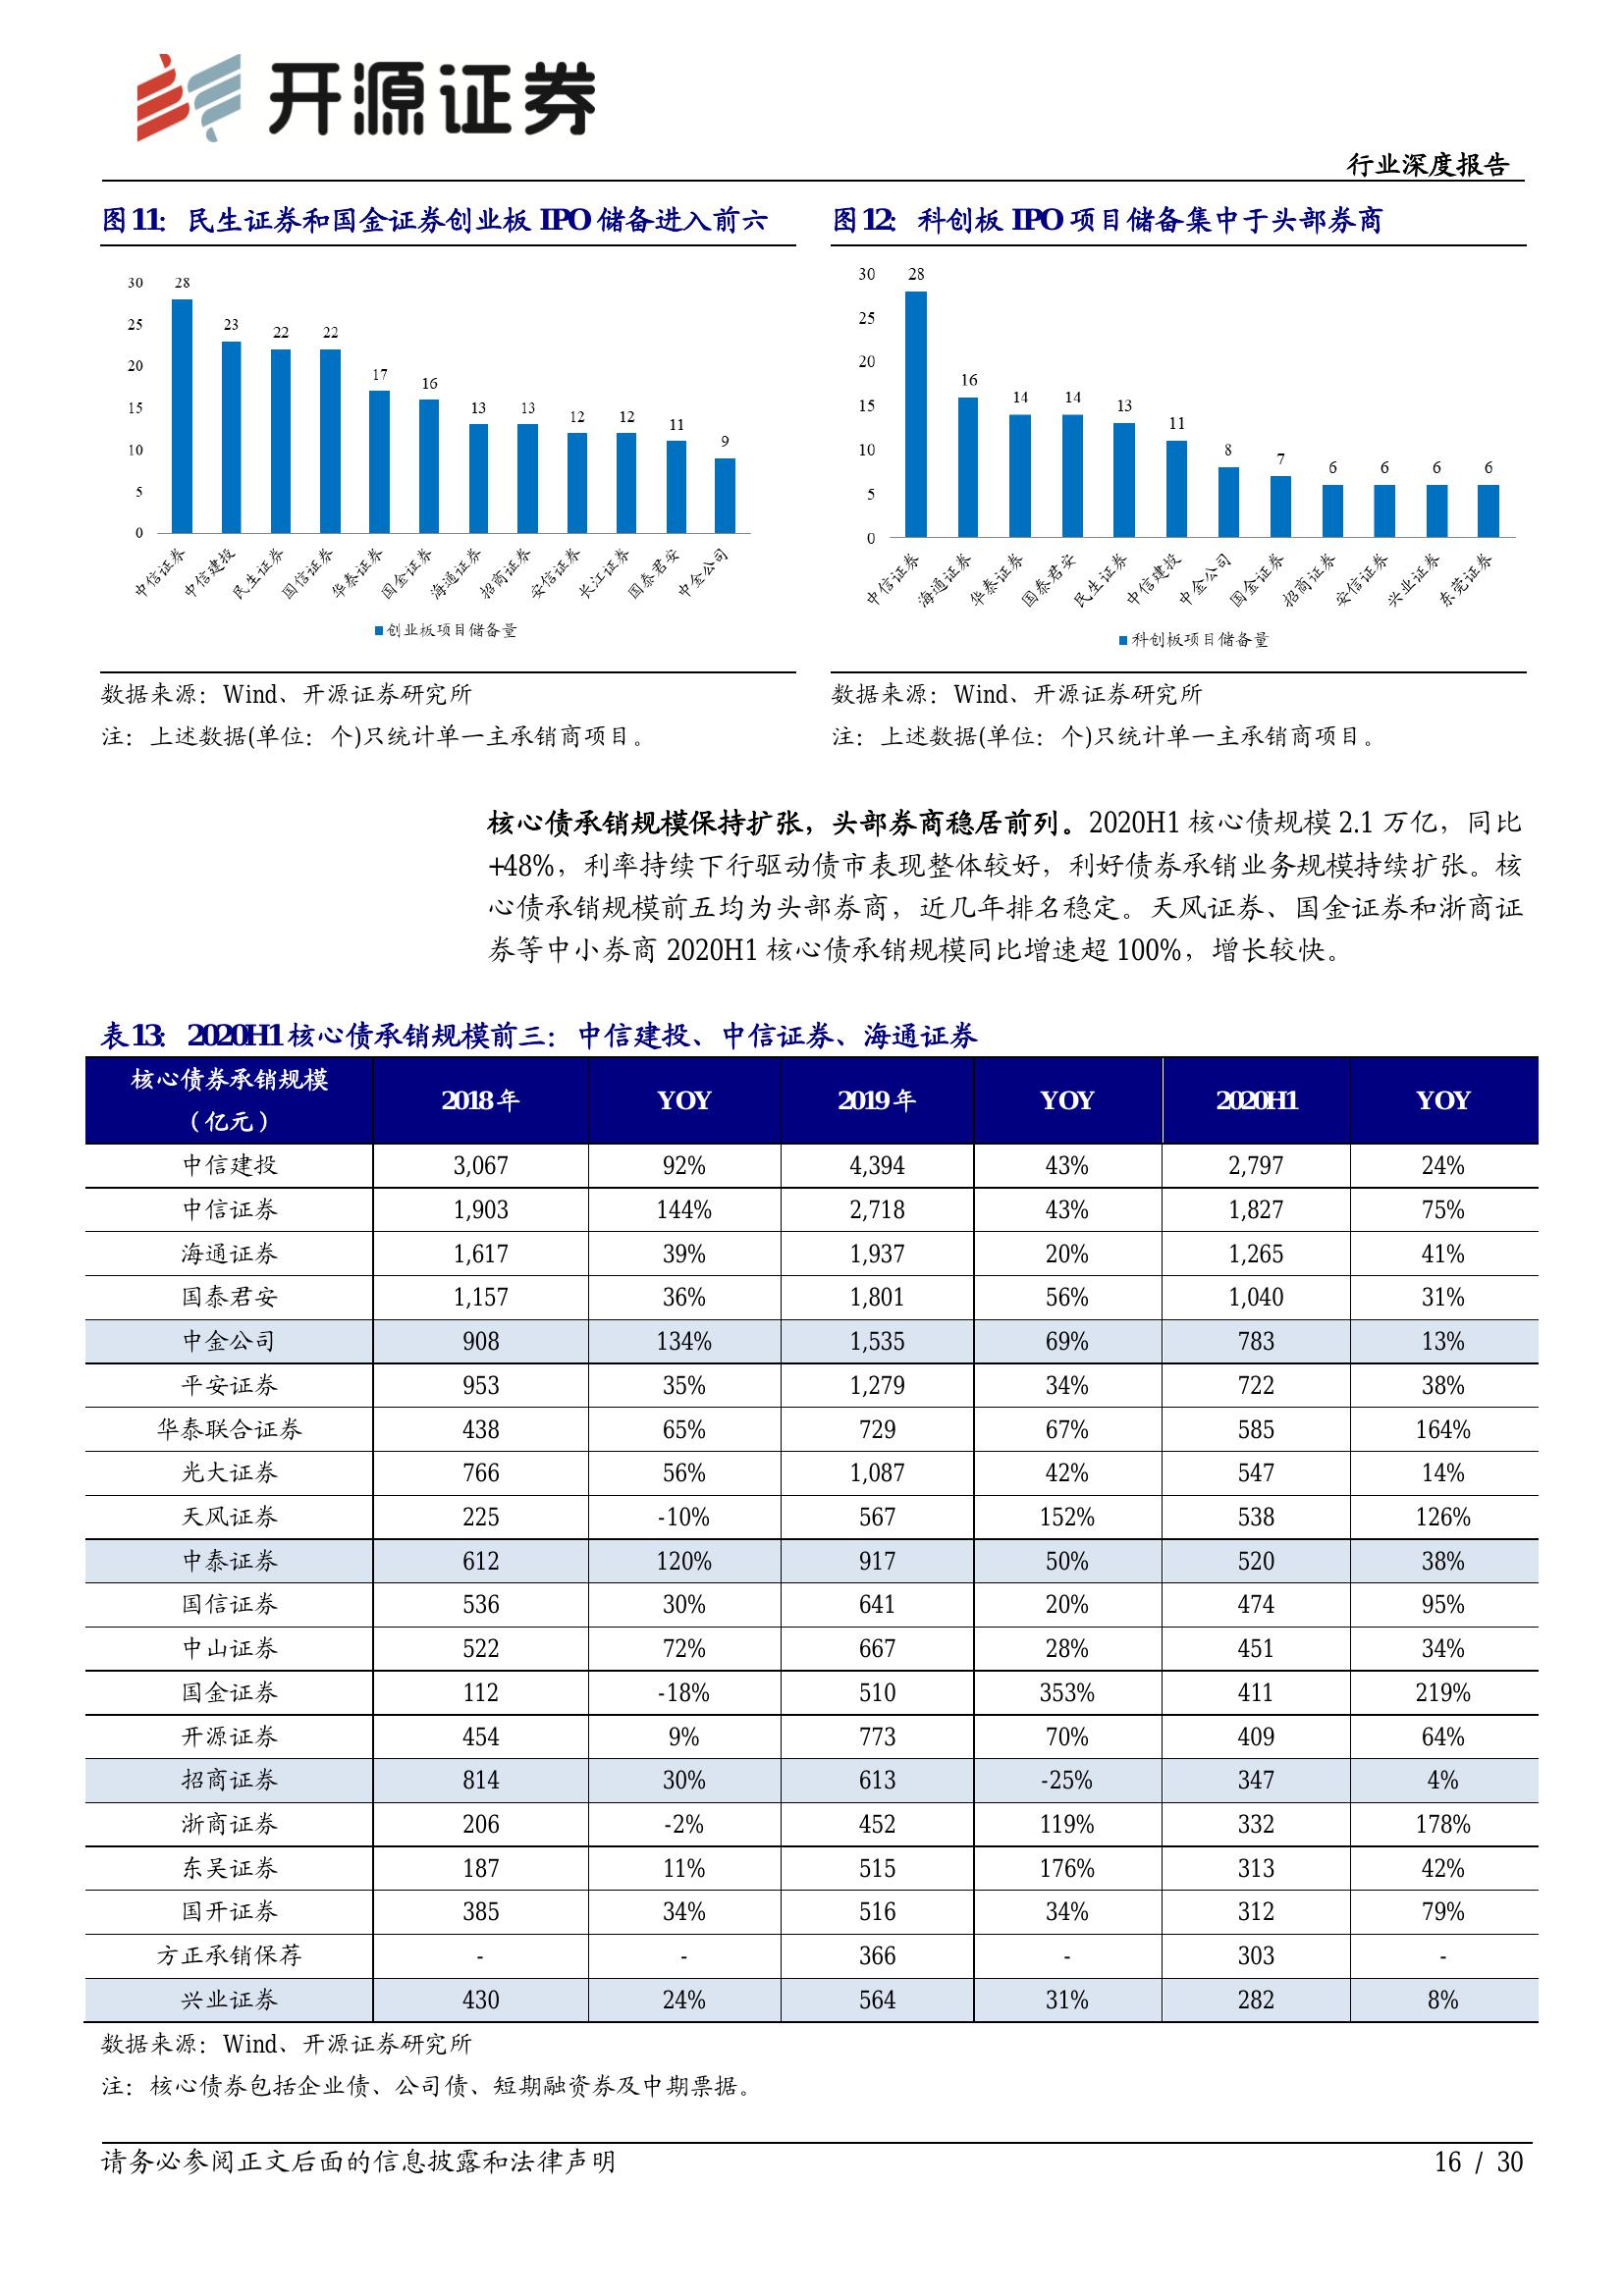 开源证券
行业深度报告
图11：民生证券和国金证券创业板 IPO 储备进入前六
30
25
20
15
10
5
0
28
23
22
22
17
16
13
13
12
12
11
9
中信证券
中信建投
民生证券
国信证券
华泰证券
国金证券
海通证券
招商证券
安信证券
长江证券
国泰君安
中金公司
创业板项目储备量
数据来源：Wind、开源证券研究所
注：上述数据(单位：个)只统计单一主承销商项目。
图12：科创板 IPO 项目储备集中于头部券商
30
25
20
15
10
5
0
28
16
14
14
13
11
8
7
6
6
6
6
中信证券
海通证券
华泰证券
国泰君安
民生证券
中信建投
中金公司
国金证券
招商证券
安信证券
兴业证券
东莞证券
科创板项目储备量
数据来源：Wind、开源证券研究所
注：上述数据(单位：个)只统计单一主承销商项目。
核心债承销规模保持扩张，头部券商稳居前列。2020H1 核心债规模 2.1 万亿，同比
+48%，利率持续下行驱动债市表现整体较好，利好债券承销业务规模持续扩张。核
心债承销规模前五均为头部券商，近几年排名稳定。天风证券、国金证券和浙商证
券等中小券商 2020H1 核心债承销规模同比增速超 100%，增长较快。
表13：2020H1 核心债承销规模前三：中信建投、中信证券、海通证券
核心债券承销规模
（亿元） 2018 年 YOY 2019 年 YOY 2020H1 YOY
中信建投 3,067 92% 4,394 43% 2,797 24%
中信证券 1,903 144% 2,718 43% 1,827 75%
海通证券 1,617 39% 1,937 20% 1,265 41%
国泰君安 1,157 36% 1,801 56% 1,040 31%
中金公司 908 134% 1,535 69% 783 13%
平安证券 953 35% 1,279 34% 722 38%
华泰联合证券 438 65% 729 67% 585 164%
光大证券 766 56% 1,087 42% 547 14%
天风证券 225 -10% 567 152% 538 126%
中泰证券 612 120% 917 50% 520 38%
国信证券 536 30% 641 20% 474 95%
中山证券 522 72% 667 28% 451 34%
国金证券 112 -18% 510 353% 411 219%
开源证券 454 9% 773 70% 409 64%
招商证券 814 30% 613 -25% 347 4%
浙商证券 206 -2% 452 119% 332 178%
东吴证券 187 11% 515 176% 313 42%
国开证券 385 34% 516 34% 312 79%
方正承销保荐 - - 366 - 303 -
兴业证券 430 24% 564 31% 282 8%
数据来源：Wind、开源证券研究所
注：核心债券包括企业债、公司债、短期融资券及中期票据。
请务必参阅正文后面的信息披露和法律声明
16 / 30